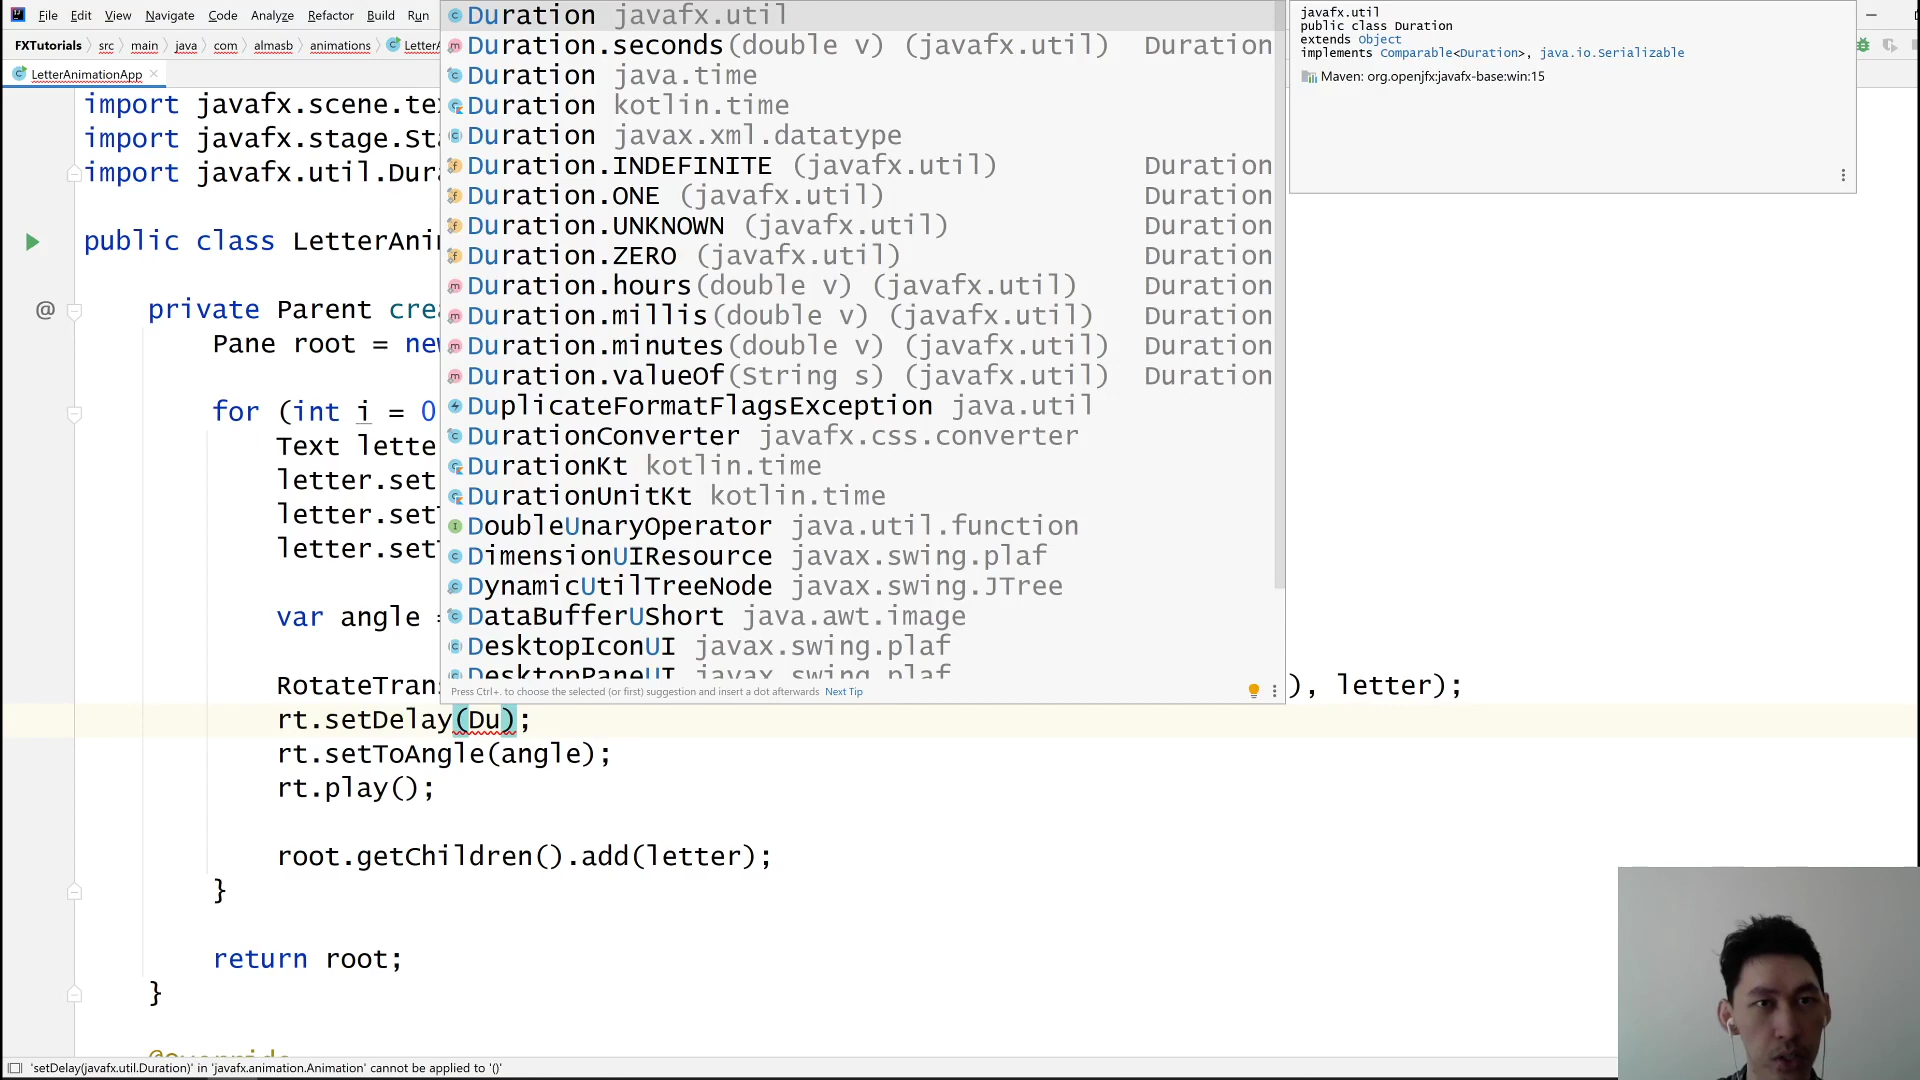 File Edit View Navigate Code Analyze Refactor Build Run
FXTutorials src main java com almasb animations LetterA
LetterAnimationApp
import javafx.scene.te
import javafx.stage.St
import javafx.util.Dur
public class LetterAni
@ private Parent cre
Pane root = new
for (int i = 0
Text lette
letter.set
letter.set
letter.set
var angle =
RotateTran ), letter);
rt.setDelay(Du);
rt.setToAngle(angle);
rt.play();
root.getChildren().add(letter);
}
return root;
}
@Override
Duration javafx.util
Duration.seconds(double v) (javafx.util) Duration
Duration java.time
Duration kotlin.time
Duration javax.xml.datatype
Duration.INDEFINITE (javafx.util) Duration
Duration.ONE (javafx.util) Duration
Duration.UNKNOWN (javafx.util) Duration
Duration.ZERO (javafx.util) Duration
Duration.hours(double v) (javafx.util) Duration
Duration.millis(double v) (javafx.util) Duration
Duration.minutes(double v) (javafx.util) Duration
Duration.valueOf(String s) (javafx.util) Duration
DuplicateFormatFlagsException java.util
DurationConverter javafx.css.converter
DurationKt kotlin.time
DurationUnitKt kotlin.time
DoubleUnaryOperator java.util.function
DimensionUIResource javax.swing.plaf
DynamicUtilTreeNode javax.swing.JTree
DataBufferUShort java.awt.image
DesktopIconUI javax.swing.plaf
DesktopPaneUI javax.swing.plaf
Press Ctrl+. to choose the selected (or first) suggestion and insert a dot afterwards Next Tip
javafx.util
public class Duration
extends Object
implements Comparable<Duration>, java.io.Serializable
Maven: org.openjfx:javafx-base:win:15
'setDelay(javafx.util.Duration)' in 'javafx.animation.Animation' cannot be applied to '()'